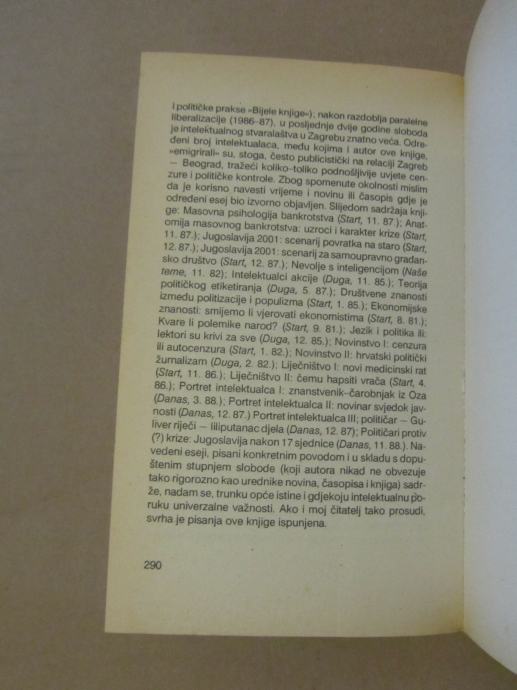 i političke prakse »Bijele knjige«); nakon razdoblja paralelne
liberalizacije (1986–87), u posljednje dvije godine sloboda
je intelektualnog stvaralaštva u Zagrebu znatno veća. Odre-
đeni broj intelektualaca, među kojima i autor ove knjige,
»emigrirali« su, stoga, često publicistički na relaciji Zagreb
— Beograd, tražeći koliko-toliko podnošljivije uvjete cen-
zure i političke kontrole. Zbog spomenute okolnosti mislim
da je korisno navesti vrijeme i novinu ili časopis gdje je
određeni esej bio izvorno objavljen. Slijedom sadržaja knji-
ge: Masovna psihologija bankrotstva (Start, 11. 87.); Anat-
omija masovnog bankrotstva: uzroci i karakter krize (Start,
11. 87.); Jugoslavija 2001: scenarij povratka na staro (Start,
12. 87.); Jugoslavija 2001: scenarij za samoupravno građan-
sko društvo (Start, 12. 87.); Nevolje s inteligencijom (Naše
teme, 11. 82); Intelektualci akcije (Duga, 11. 85.); Teorija
političkog etiketiranja (Duga, 5. 87.); Društvene znanosti
između politizacije i populizma (Start, 1. 85.); Ekonomijske
znanosti: smijemo li vjerovati ekonomistima (Start, 8. 81.);
Kvare li polemike narod? (Start, 9. 81.); Jezik i politika ili:
lektori su krivi za sve (Duga, 12. 85.); Novinstvo I: cenzura
ili autocenzura (Start, 1. 82.); Novinstvo II: hrvatski politički
žurnalizam (Duga, 2. 82.); Liječništvo I: novi medicinski rat
(Start, 11. 86.); Liječništvo II: čemu hapsiti vrača (Start, 4.
86.); Portret intelektualca I: znanstvenik–čarobnjak iz Oza
(Danas, 3. 88.); Portret intelektualca II: novinar svjedok jav-
nosti (Danas, 12. 87.) Portret intelektualca III; političar – Gu-
liver riječi – liliputanac djela (Danas, 12. 87); Političari protiv
(?) krize: Jugoslavija nakon 17 sjednice (Danas, 11. 88.). Na-
vedeni eseji, pisani konkretnim povodom i u skladu s dopu-
štenim stupnjem slobode (koji autora nikad ne obvezuje
tako rigorozno kao urednike novina, časopisa i knjiga) sadr-
že, nadam se, trunku opće istine i gdjekoju intelektualnu po-
ruku univerzalne važnosti. Ako i moj čitatelj tako prosudi,
svrha je pisanja ove knjige ispunjena.
290